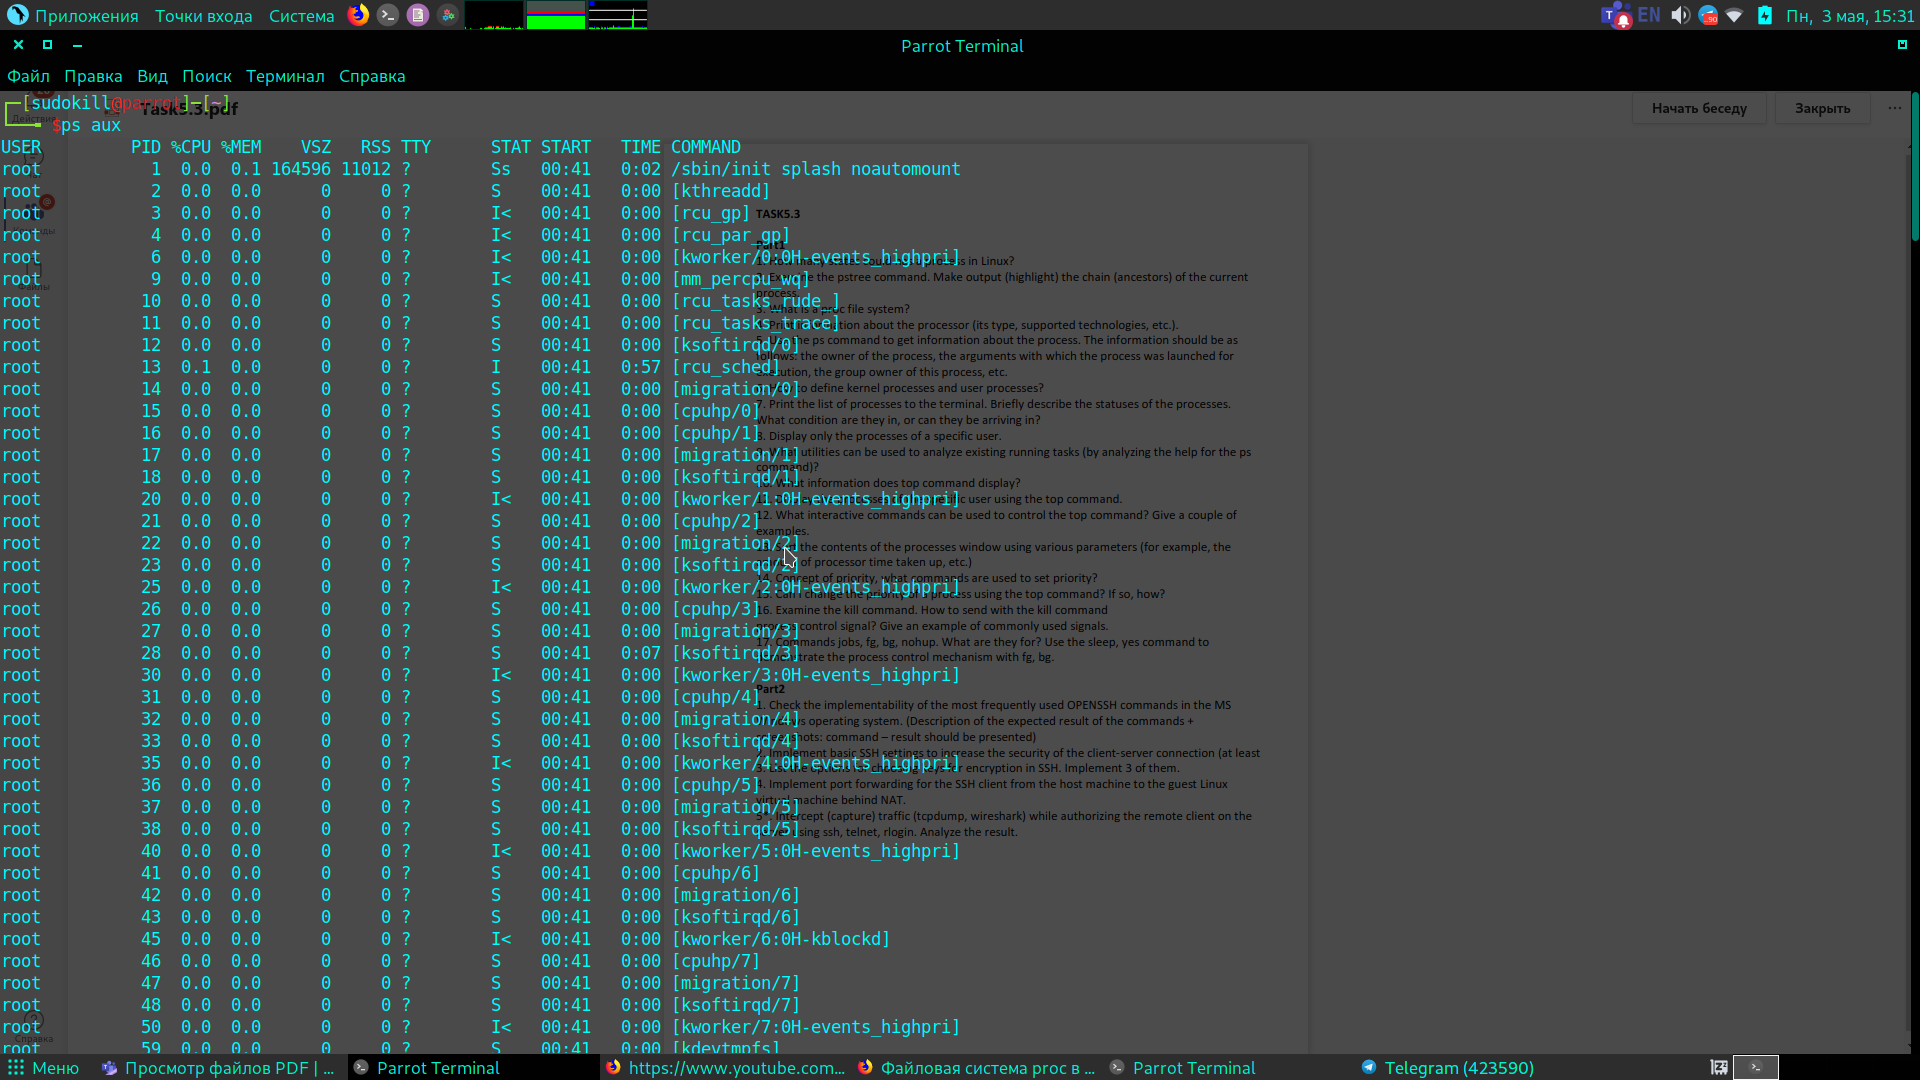 Приложения Точки входа Система EN Пн, 3 мая, 15:31
Parrot Terminal
Файл Правка Вид Поиск Терминал Справка
[sudokill@parrot]-[~]
Task5.3.pdf Начать беседу Закрыть ...
$ps aux
USER PID %CPU %MEM VSZ RSS TTY STAT START TIME COMMAND
root 1 0.0 0.1 164596 11012 ? Ss 00:41 0:02 /sbin/init splash noautomount
root 2 0.0 0.0 0 0 ? S 00:41 0:00 [kthreadd]
root 3 0.0 0.0 0 0 ? I< 00:41 0:00 [rcu_gp]
root 4 0.0 0.0 0 0 ? I< 00:41 0:00 [rcu_par_gp]
root 6 0.0 0.0 0 0 ? I< 00:41 0:00 [kworker/0:0H-events_highpri]
root 9 0.0 0.0 0 0 ? I< 00:41 0:00 [mm_percpu_wq]
root 10 0.0 0.0 0 0 ? S 00:41 0:00 [rcu_tasks_rude_]
root 11 0.0 0.0 0 0 ? S 00:41 0:00 [rcu_tasks_trace]
root 12 0.0 0.0 0 0 ? S 00:41 0:00 [ksoftirqd/0]
root 13 0.1 0.0 0 0 ? I 00:41 0:57 [rcu_sched]
root 14 0.0 0.0 0 0 ? S 00:41 0:00 [migration/0]
root 15 0.0 0.0 0 0 ? S 00:41 0:00 [cpuhp/0]
root 16 0.0 0.0 0 0 ? S 00:41 0:00 [cpuhp/1]
root 17 0.0 0.0 0 0 ? S 00:41 0:00 [migration/1]
root 18 0.0 0.0 0 0 ? S 00:41 0:00 [ksoftirqd/1]
root 20 0.0 0.0 0 0 ? I< 00:41 0:00 [kworker/1:0H-events_highpri]
root 21 0.0 0.0 0 0 ? S 00:41 0:00 [cpuhp/2]
root 22 0.0 0.0 0 0 ? S 00:41 0:00 [migration/2]
root 23 0.0 0.0 0 0 ? S 00:41 0:00 [ksoftirqd/2]
root 25 0.0 0.0 0 0 ? I< 00:41 0:00 [kworker/2:0H-events_highpri]
root 26 0.0 0.0 0 0 ? S 00:41 0:00 [cpuhp/3]
root 27 0.0 0.0 0 0 ? S 00:41 0:00 [migration/3]
root 28 0.0 0.0 0 0 ? S 00:41 0:07 [ksoftirqd/3]
root 30 0.0 0.0 0 0 ? I< 00:41 0:00 [kworker/3:0H-events_highpri]
root 31 0.0 0.0 0 0 ? S 00:41 0:00 [cpuhp/4]
root 32 0.0 0.0 0 0 ? S 00:41 0:00 [migration/4]
root 33 0.0 0.0 0 0 ? S 00:41 0:00 [ksoftirqd/4]
root 35 0.0 0.0 0 0 ? I< 00:41 0:00 [kworker/4:0H-events_highpri]
root 36 0.0 0.0 0 0 ? S 00:41 0:00 [cpuhp/5]
root 37 0.0 0.0 0 0 ? S 00:41 0:00 [migration/5]
root 38 0.0 0.0 0 0 ? S 00:41 0:00 [ksoftirqd/5]
root 40 0.0 0.0 0 0 ? I< 00:41 0:00 [kworker/5:0H-events_highpri]
root 41 0.0 0.0 0 0 ? S 00:41 0:00 [cpuhp/6]
root 42 0.0 0.0 0 0 ? S 00:41 0:00 [migration/6]
root 43 0.0 0.0 0 0 ? S 00:41 0:00 [ksoftirqd/6]
root 45 0.0 0.0 0 0 ? I< 00:41 0:00 [kworker/6:0H-kblockd]
root 46 0.0 0.0 0 0 ? S 00:41 0:00 [cpuhp/7]
root 47 0.0 0.0 0 0 ? S 00:41 0:00 [migration/7]
root 48 0.0 0.0 0 0 ? S 00:41 0:00 [ksoftirqd/7]
root 50 0.0 0.0 0 0 ? I< 00:41 0:00 [kworker/7:0H-events_highpri]
root 59 0.0 0.0 0 0 ? S 00:41 0:00 [kdevtmpfs]
TASK5.3
Part1
process in Linux?
the pstree command. Make output (highlight) the chain (ancestors) of the current
process.
3. What is a proc file system?
about the processor (its type, supported technologies, etc.).
the ps command to get information about the process. The information should be as
follows: the owner of the process, the arguments with which the process was launched for
execution, the group owner of this process, etc.
to define kernel processes and user processes?
7. Print the list of processes to the terminal. Briefly describe the statuses of the processes.
What condition are they in, or can they be arriving in?
8. Display only the processes of a specific user.
9. What utilities can be used to analyze existing running tasks (by analyzing the help for the ps
command)?
10. What information does top command display?
user using the top command.
12. What interactive commands can be used to control the top command? Give a couple of
examples.
the contents of the processes window using various parameters (for example, the
of processor time taken up, etc.)
14. Concept of priority, what commands are used to set priority?
15. Can I change the priority of a process using the top command? If so, how?
16. Examine the kill command. How to send with the kill command
process control signal? Give an example of commonly used signals.
17. Commands jobs, fg, bg, nohup. What are they for? Use the sleep, yes command to
demonstrate the process control mechanism with fg, bg.
Part2
1. Check the implementability of the most frequently used OPENSSH commands in the MS
Windows operating system. (Description of the expected result of the commands +
screenshots: command – result should be presented)
2. Implement basic SSH settings to increase the security of the client-server connection (at least
3. List the options for choosing keys for encryption in SSH. Implement 3 of them.
4. Implement port forwarding for the SSH client from the host machine to the guest Linux
virtual machine behind NAT.
5*. Intercept (capture) traffic (tcpdump, wireshark) while authorizing the remote client on the
server using ssh, telnet, rlogin. Analyze the result.
Файлы
Справка
Меню Просмотр файлов PDF | ... Parrot Terminal https://www.youtube.com... Файловая система proc в ... Parrot Terminal Telegram (423590)